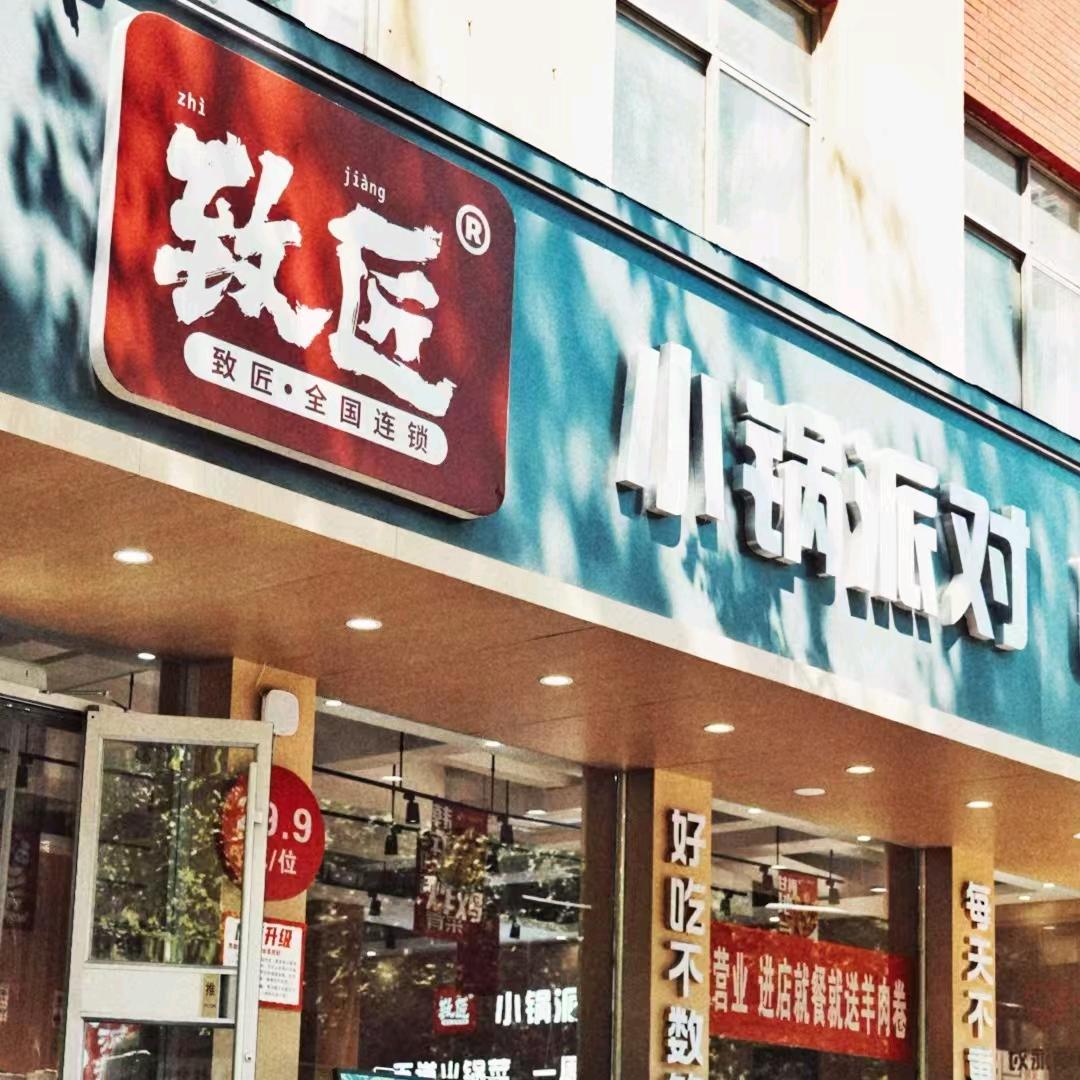 zhì jiàng
致匠®
致匠·全国连锁
小锅派对
9.9
/位
升级
推
致匠
小锅派
好吃不数
营业 进店就餐就送羊肉卷
每天不